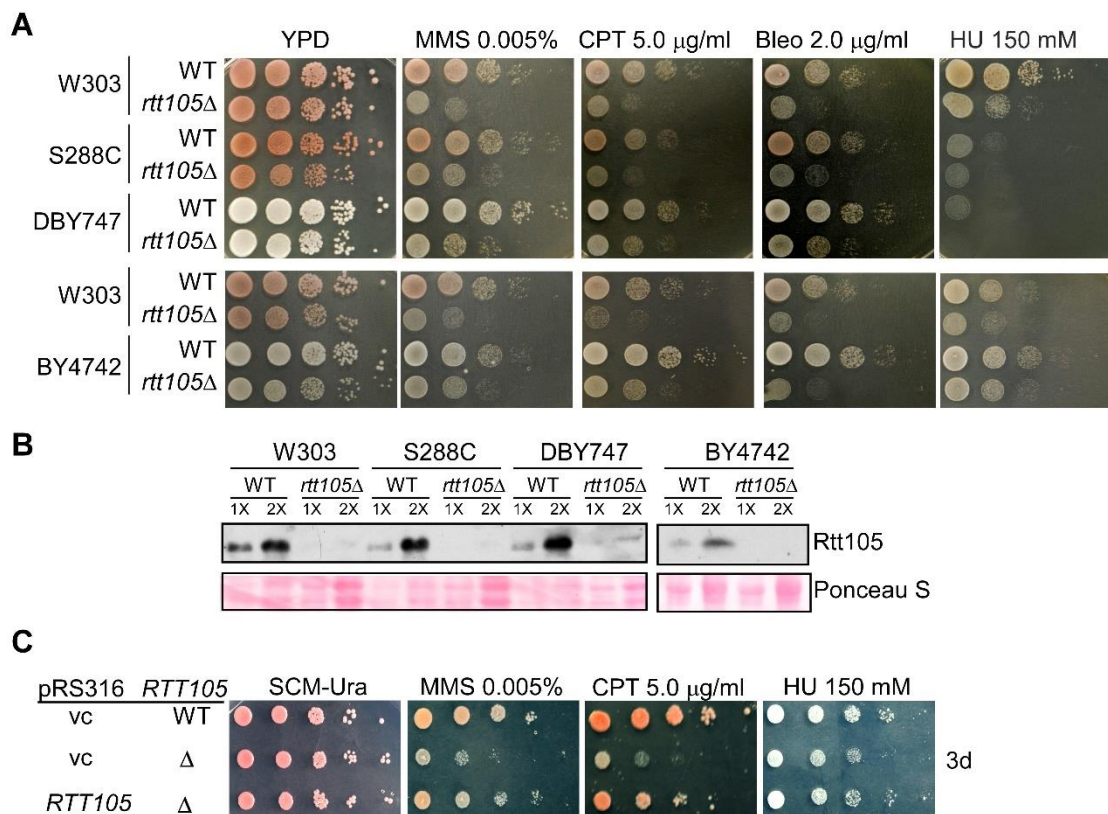 A
YPD MMS 0.005% CPT 5.0 μg/ml Bleo 2.0 μg/ml HU 150 mM
W303 WT
rtt105Δ
S288C WT
rtt105Δ
DBY747 WT
rtt105Δ
W303 WT
rtt105Δ
BY4742 WT
rtt105Δ
B
W303 S288C DBY747 BY4742
WT rtt105Δ WT rtt105Δ WT rtt105Δ WT rtt105Δ
1X 2X 1X 2X 1X 2X 1X 2X 1X 2X 1X 2X 1X 2X 1X 2X
Rtt105
Ponceau S
C
pRS316 RTT105 SCM-Ura MMS 0.005% CPT 5.0 μg/ml HU 150 mM
vc WT
vc Δ 3d
RTT105 Δ